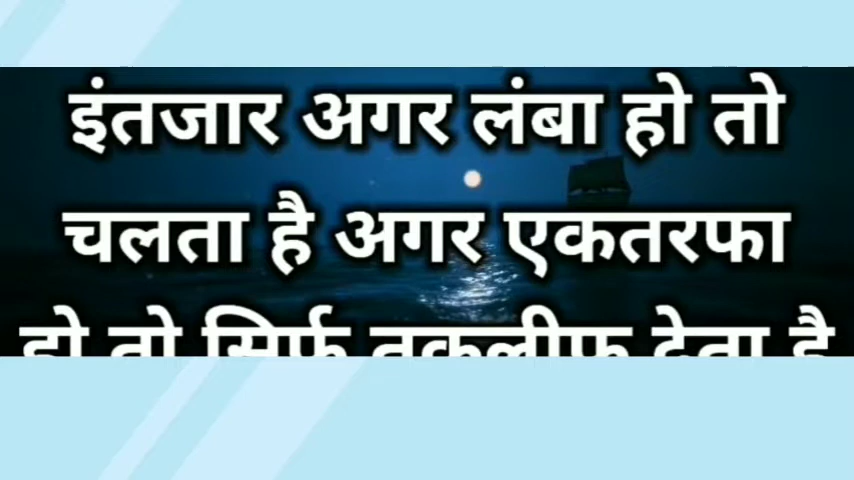 इंतजार अगर लंबा हो तो
चलता है अगर एकतरफा
हो तो सिर्फ तकलीफ देता है